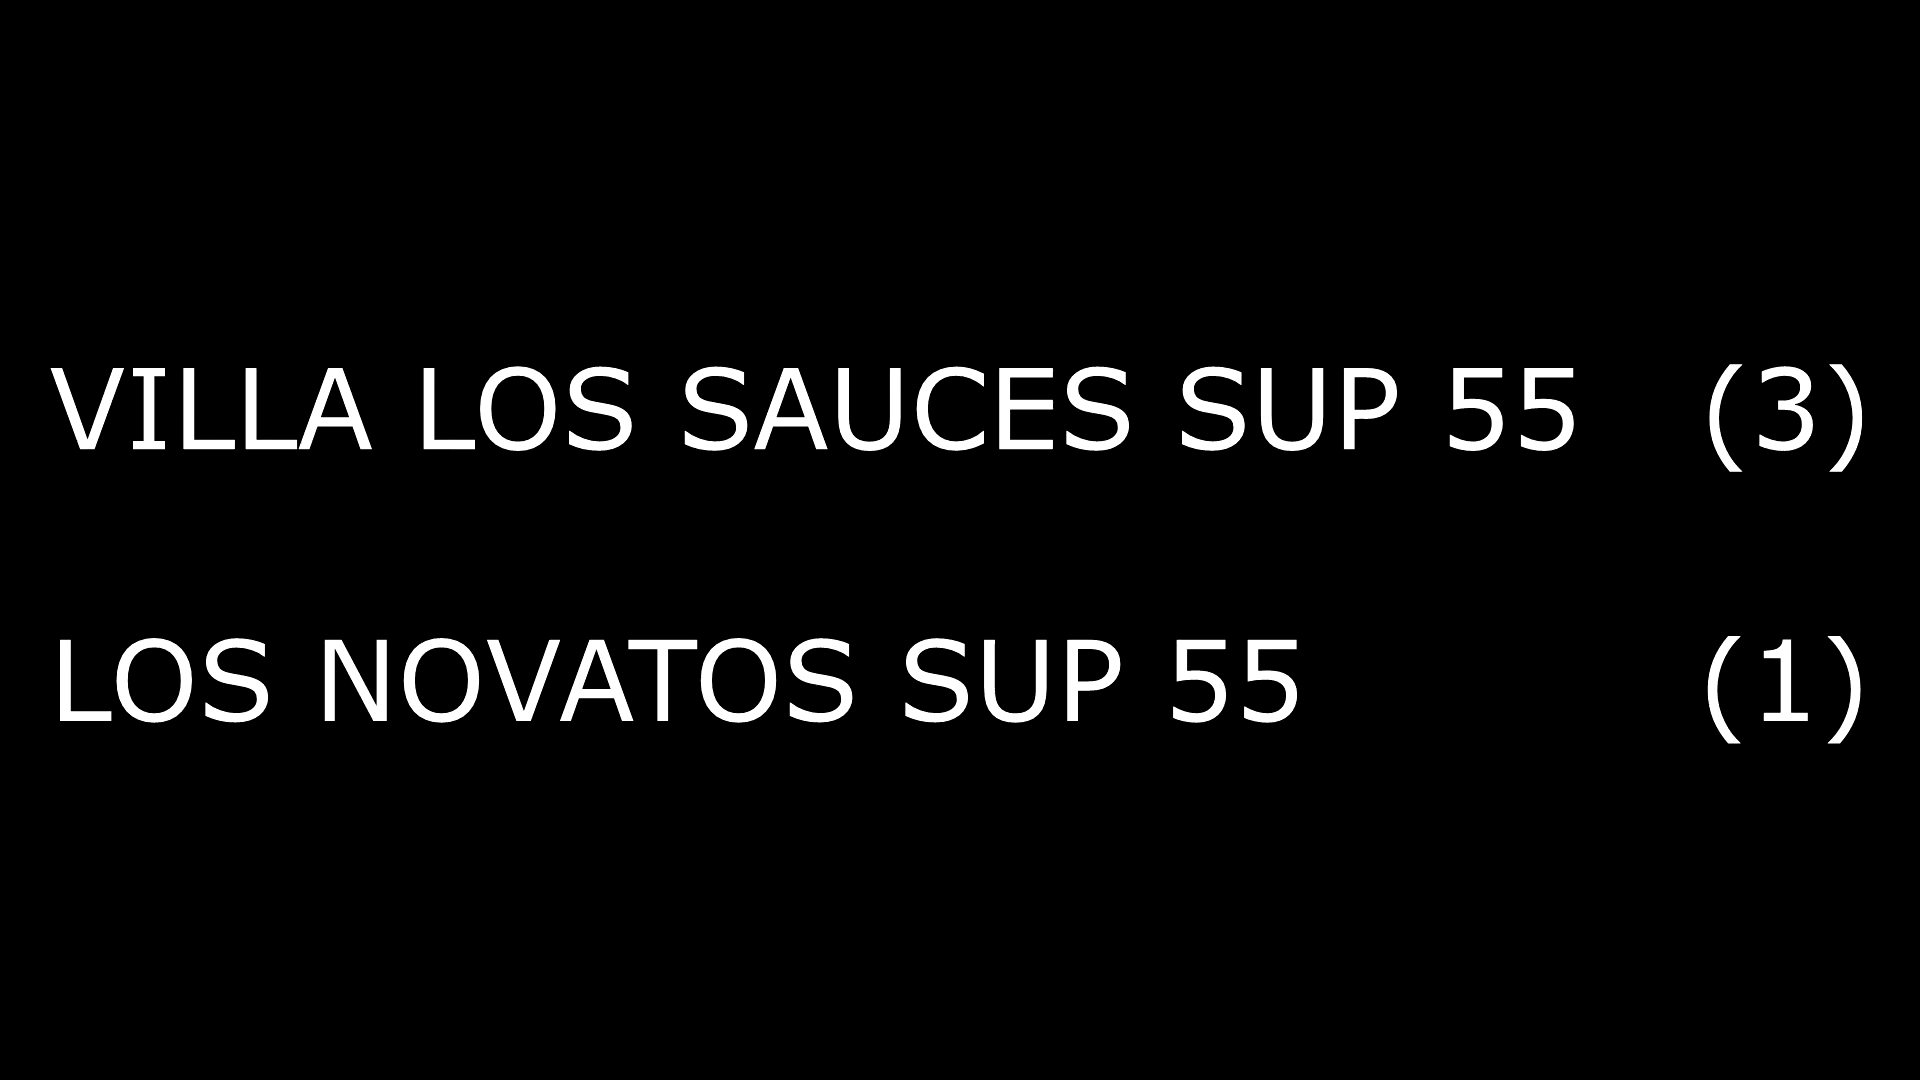 VILLA LOS SAUCES SUP 55 (3)
LOS NOVATOS SUP 55 (1)